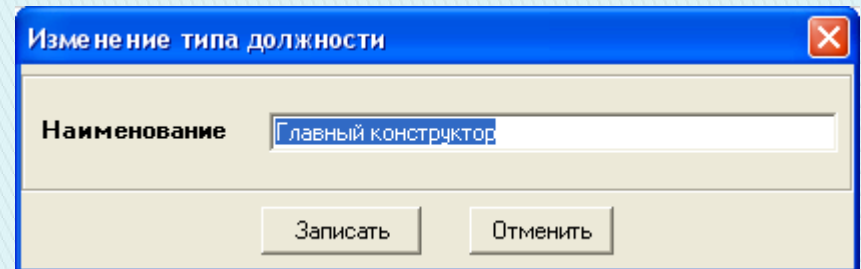 Изменение типа должности
Наименование Главный конструктор
Записать Отменить